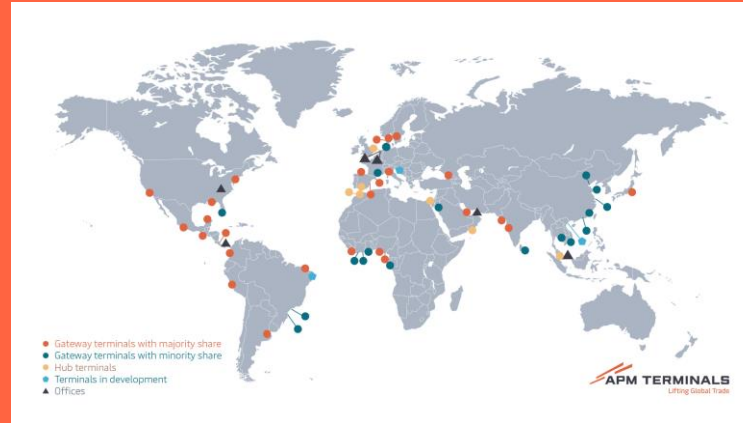 Gateway terminals with majority share
Gateway terminals with minority share
Hub terminals
Terminals in development
Offices
APM TERMINALS
Lifting Global Trade